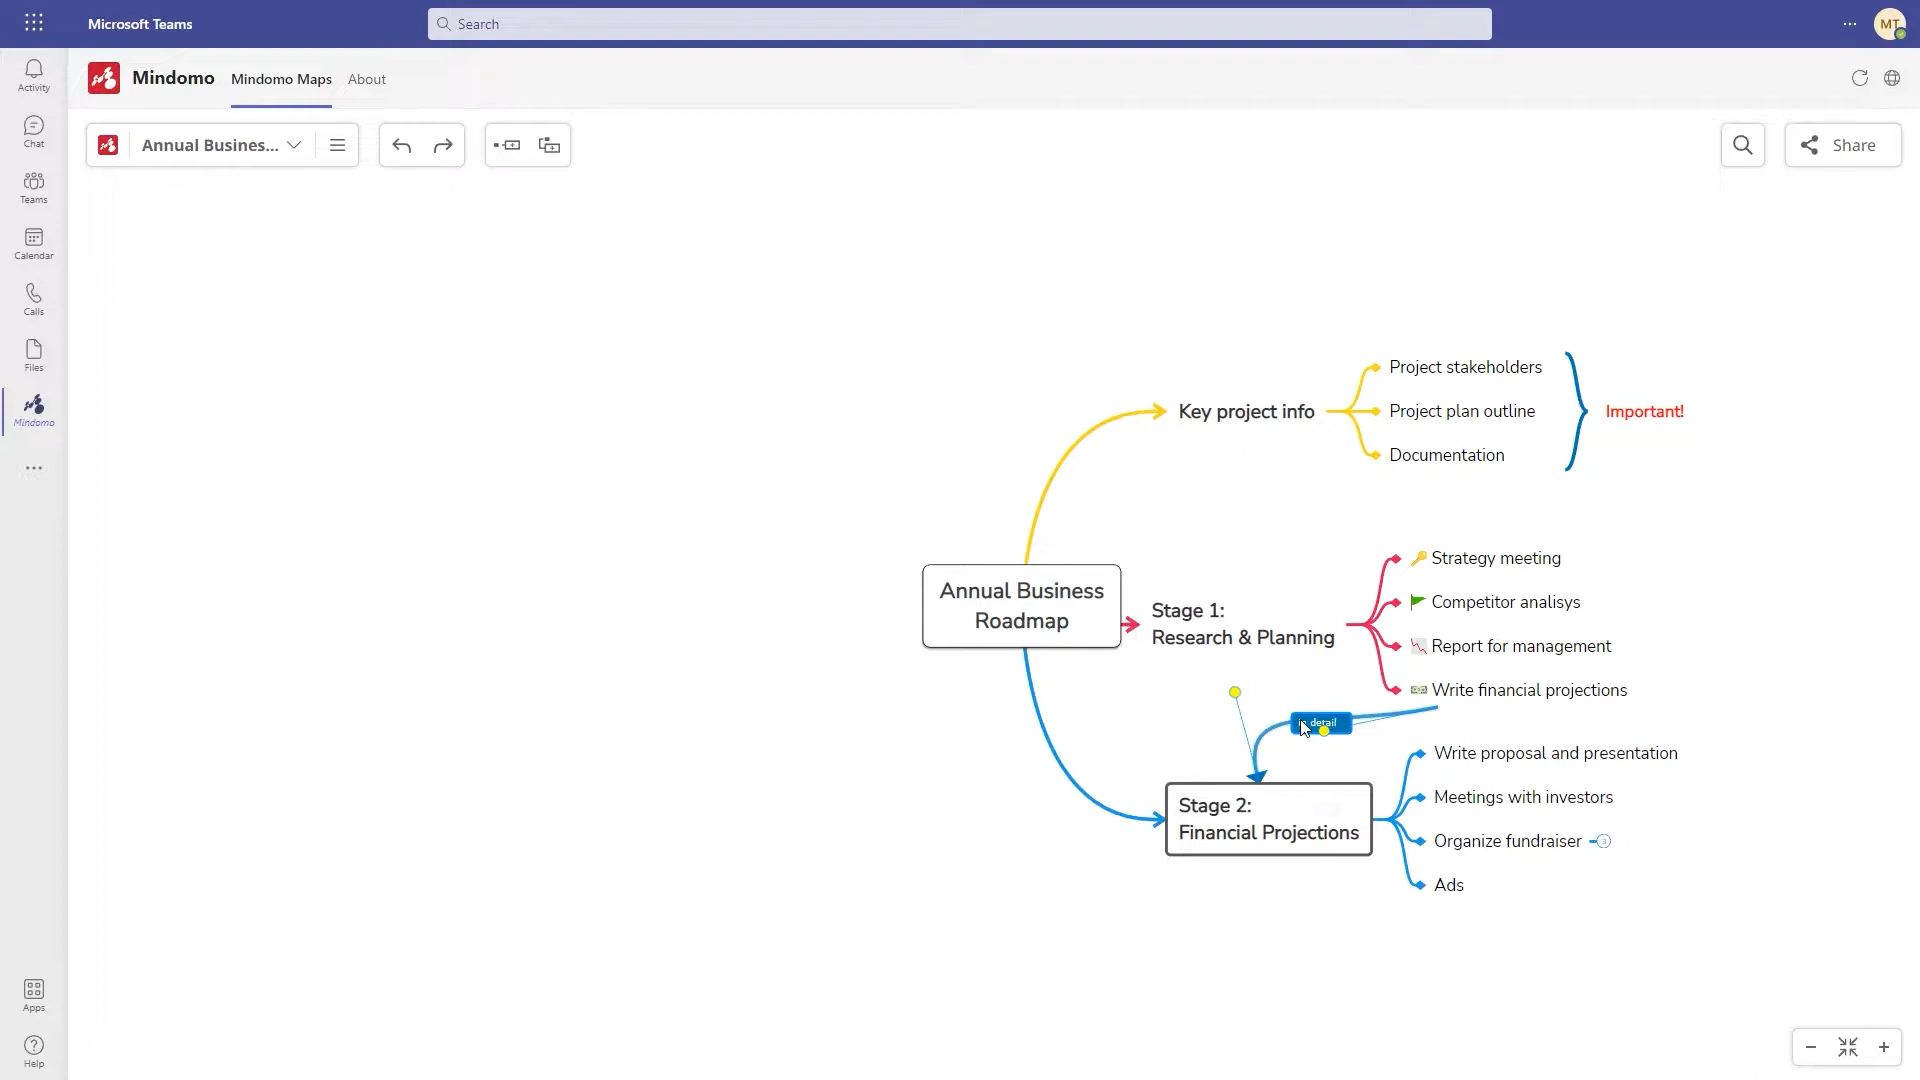 Microsoft Teams
Search
MT
Activity
Chat
Teams
Calendar
Calls
Files
Mindomo
Apps
Help
Mindomo
Mindomo Maps
About
Annual Busines...
Share
Key project info
Project stakeholders
Project plan outline
Documentation
Important!
Annual Business
Roadmap
Stage 1:
Research & Planning
Strategy meeting
Competitor analisys
Report for management
Write financial projections
detail
Stage 2:
Financial Projections
Write proposal and presentation
Meetings with investors
Organize fundraiser
3
Ads